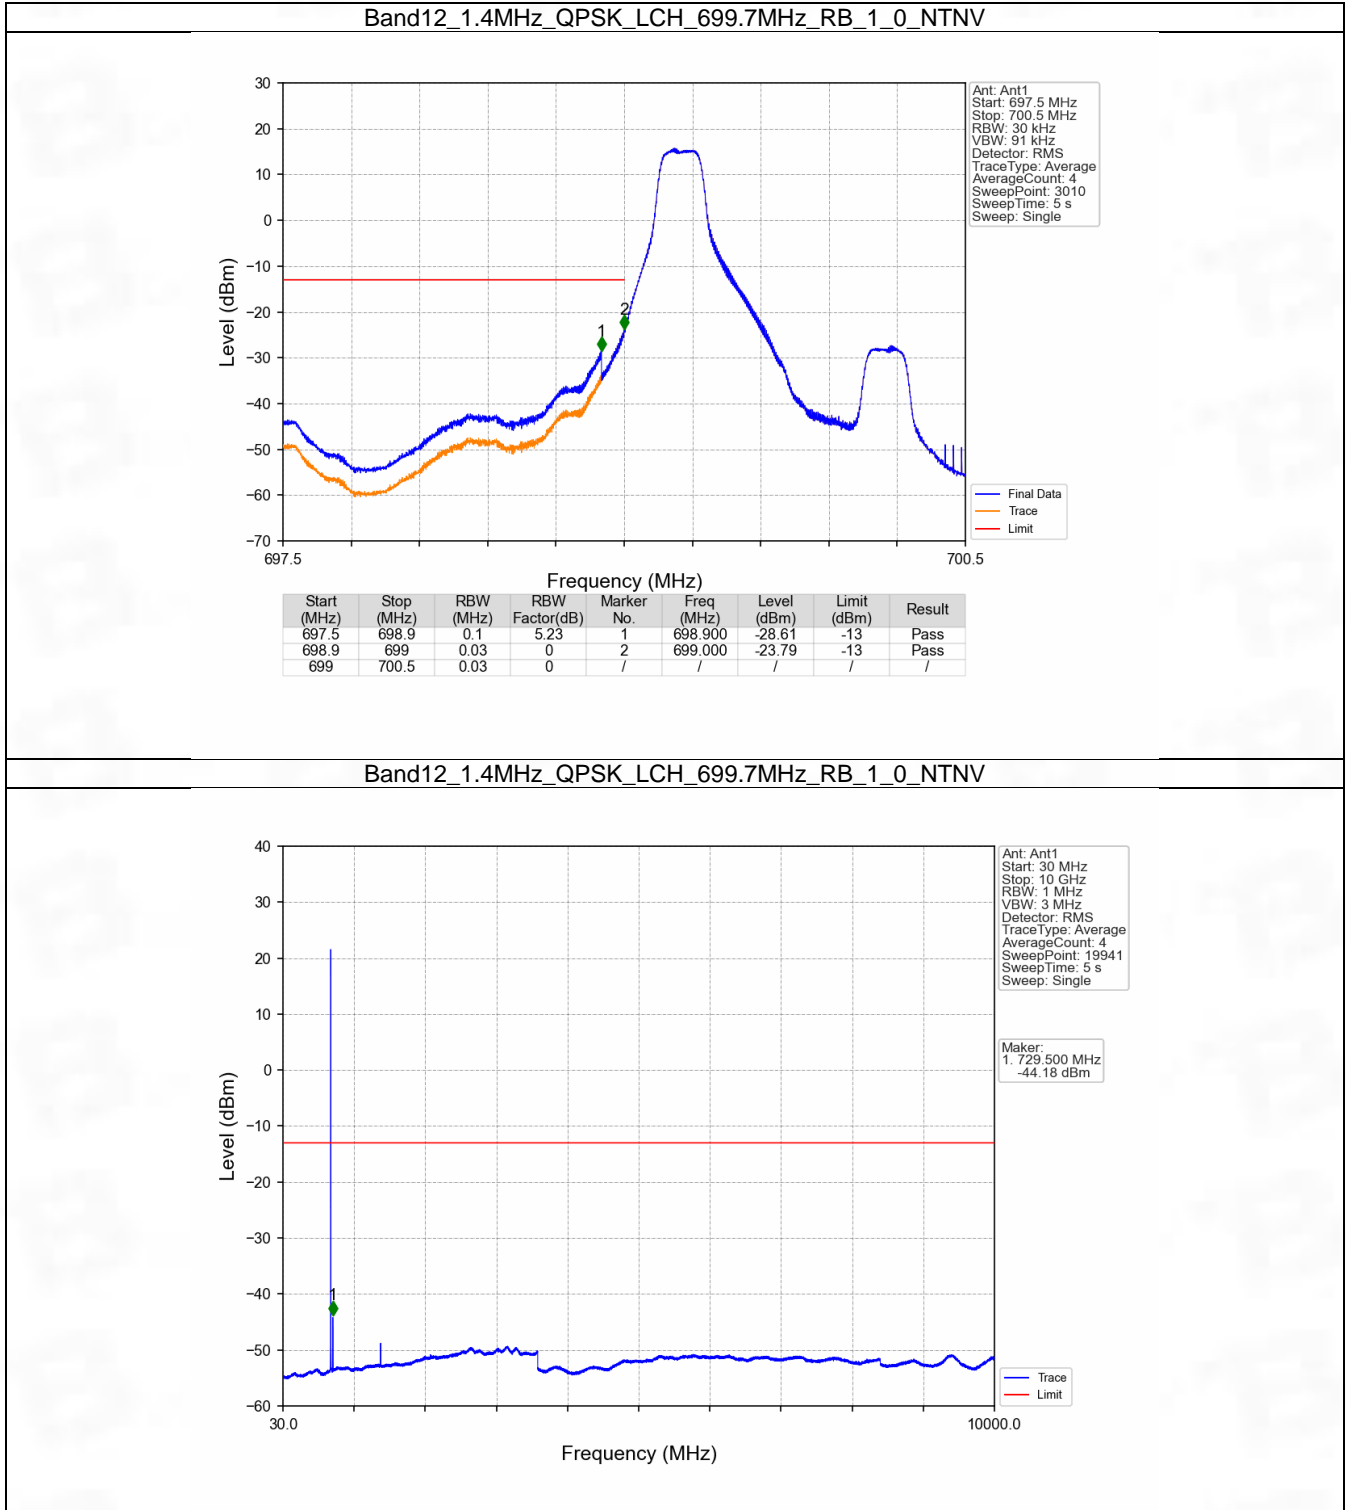 Band12_1.4MHz_QPSK_LCH_699.7MHz_RB_1_0_NTNV
30
20
10
0
−10
−20
−30
−40
−50
−60
−70
Level (dBm)
697.5
700.5
Frequency (MHz)
1
2
Ant: Ant1
Start: 697.5 MHz
Stop: 700.5 MHz
RBW: 30 kHz
VBW: 91 kHz
Detector: RMS
TraceType: Average
AverageCount: 4
SweepPoint: 3010
SweepTime: 5 s
Sweep: Single
Final Data
Trace
Limit
Start (MHz) Stop (MHz) RBW (MHz) RBW Factor(dB) Marker No. Freq (MHz) Level (dBm) Limit (dBm) Result
697.5 698.9 0.1 5.23 1 698.900 -28.61 -13 Pass
698.9 699 0.03 0 2 699.000 -23.79 -13 Pass
699 700.5 0.03 0 / / / / /
Band12_1.4MHz_QPSK_LCH_699.7MHz_RB_1_0_NTNV
40
30
20
10
0
−10
−20
−30
−40
−50
−60
Level (dBm)
30.0
10000.0
Frequency (MHz)
1
Ant: Ant1
Start: 30 MHz
Stop: 10 GHz
RBW: 1 MHz
VBW: 3 MHz
Detector: RMS
TraceType: Average
AverageCount: 4
SweepPoint: 19941
SweepTime: 5 s
Sweep: Single
Maker:
1. 729.500 MHz
-44.18 dBm
Trace
Limit